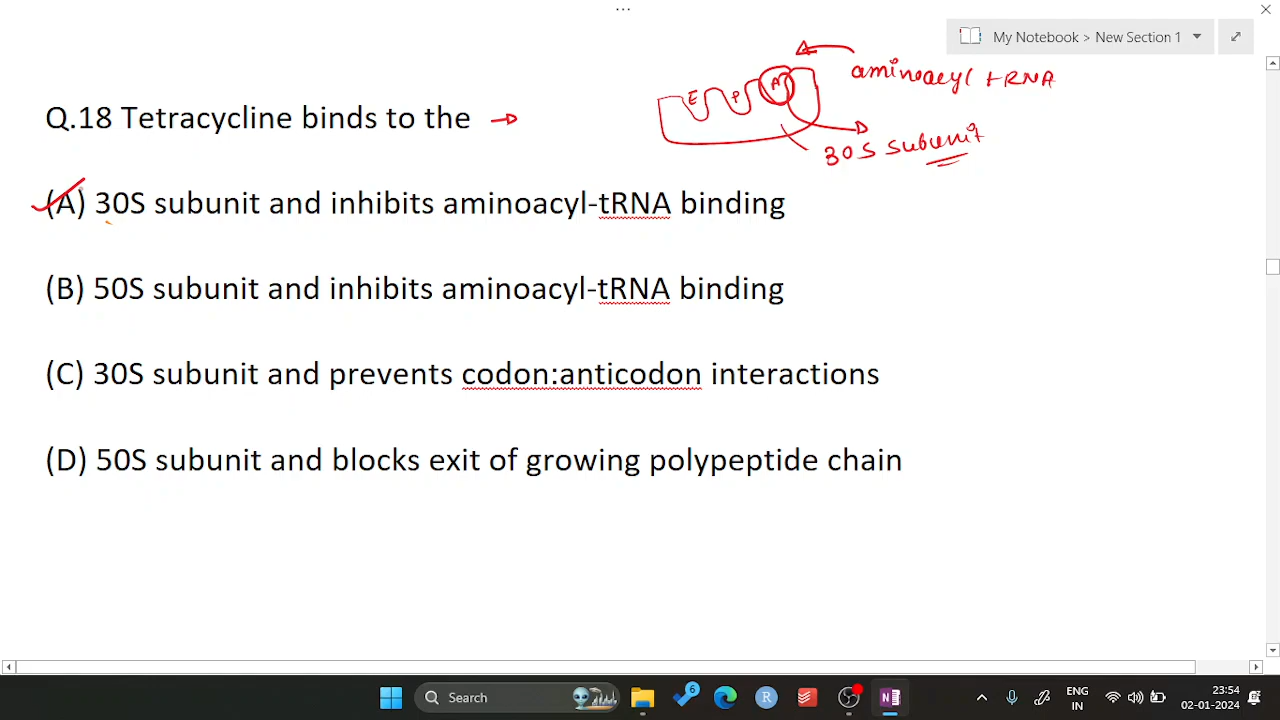 ...
My Notebook > New Section 1
aminoacyl tRNA
E P A
Q.18 Tetracycline binds to the →
30S subunit
(A) 30S subunit and inhibits aminoacyl-tRNA binding
(B) 50S subunit and inhibits aminoacyl-tRNA binding
(C) 30S subunit and prevents codon:anticodon interactions
(D) 50S subunit and blocks exit of growing polypeptide chain
Search
6
R
N
ENG
IN
23:54
02-01-2024